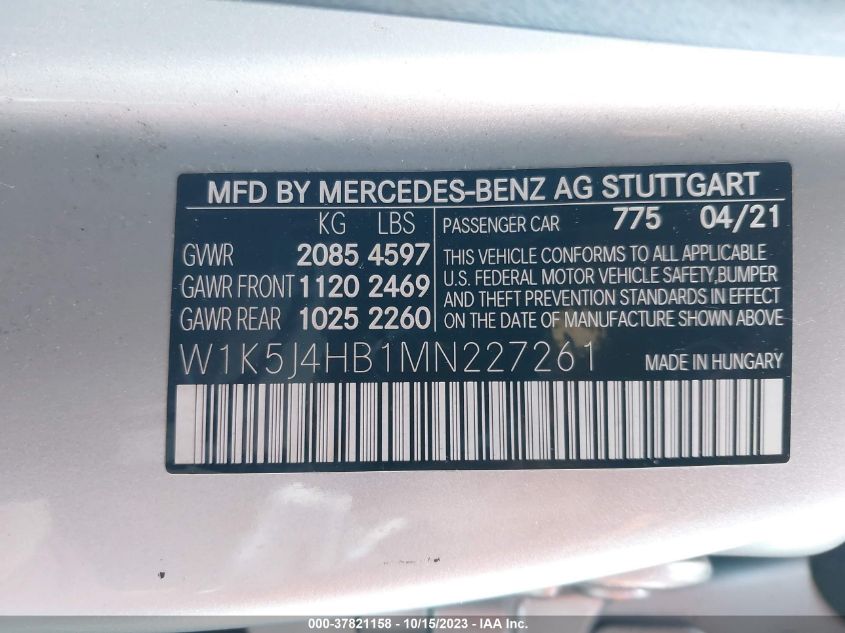 MFD BY MERCEDES-BENZ AG STUTTGART
KG LBS
GVWR 2085 4597
GAWR FRONT 1120 2469
GAWR REAR 1025 2260
PASSENGER CAR 775 04/21
THIS VEHICLE CONFORMS TO ALL APPLICABLE
U.S. FEDERAL MOTOR VEHICLE SAFETY,BUMPER
AND THEFT PREVENTION STANDARDS IN EFFECT
ON THE DATE OF MANUFACTURE SHOWN ABOVE
W1K5J4HB1MN227261 MADE IN HUNGARY
000-37821158 - 10/15/2023 - IAA Inc.